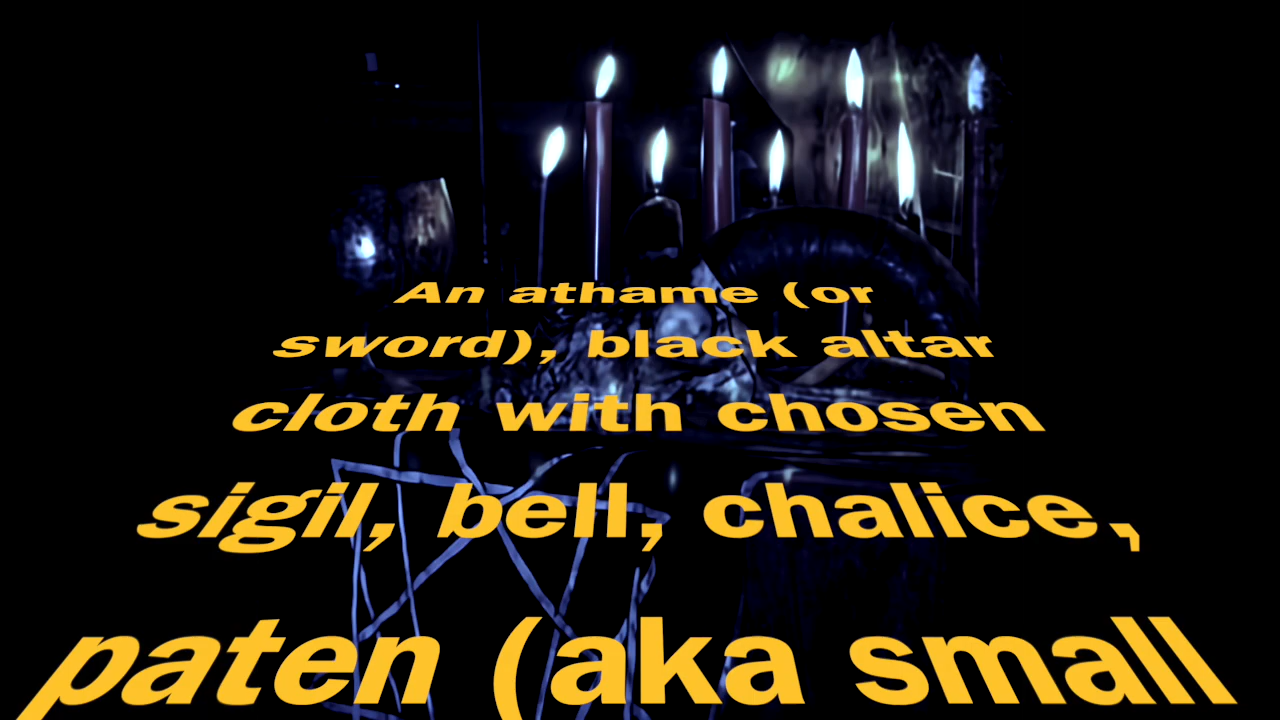 An athame (or
sword), black altar
cloth with chosen
sigil, bell, chalice,
paten (aka small